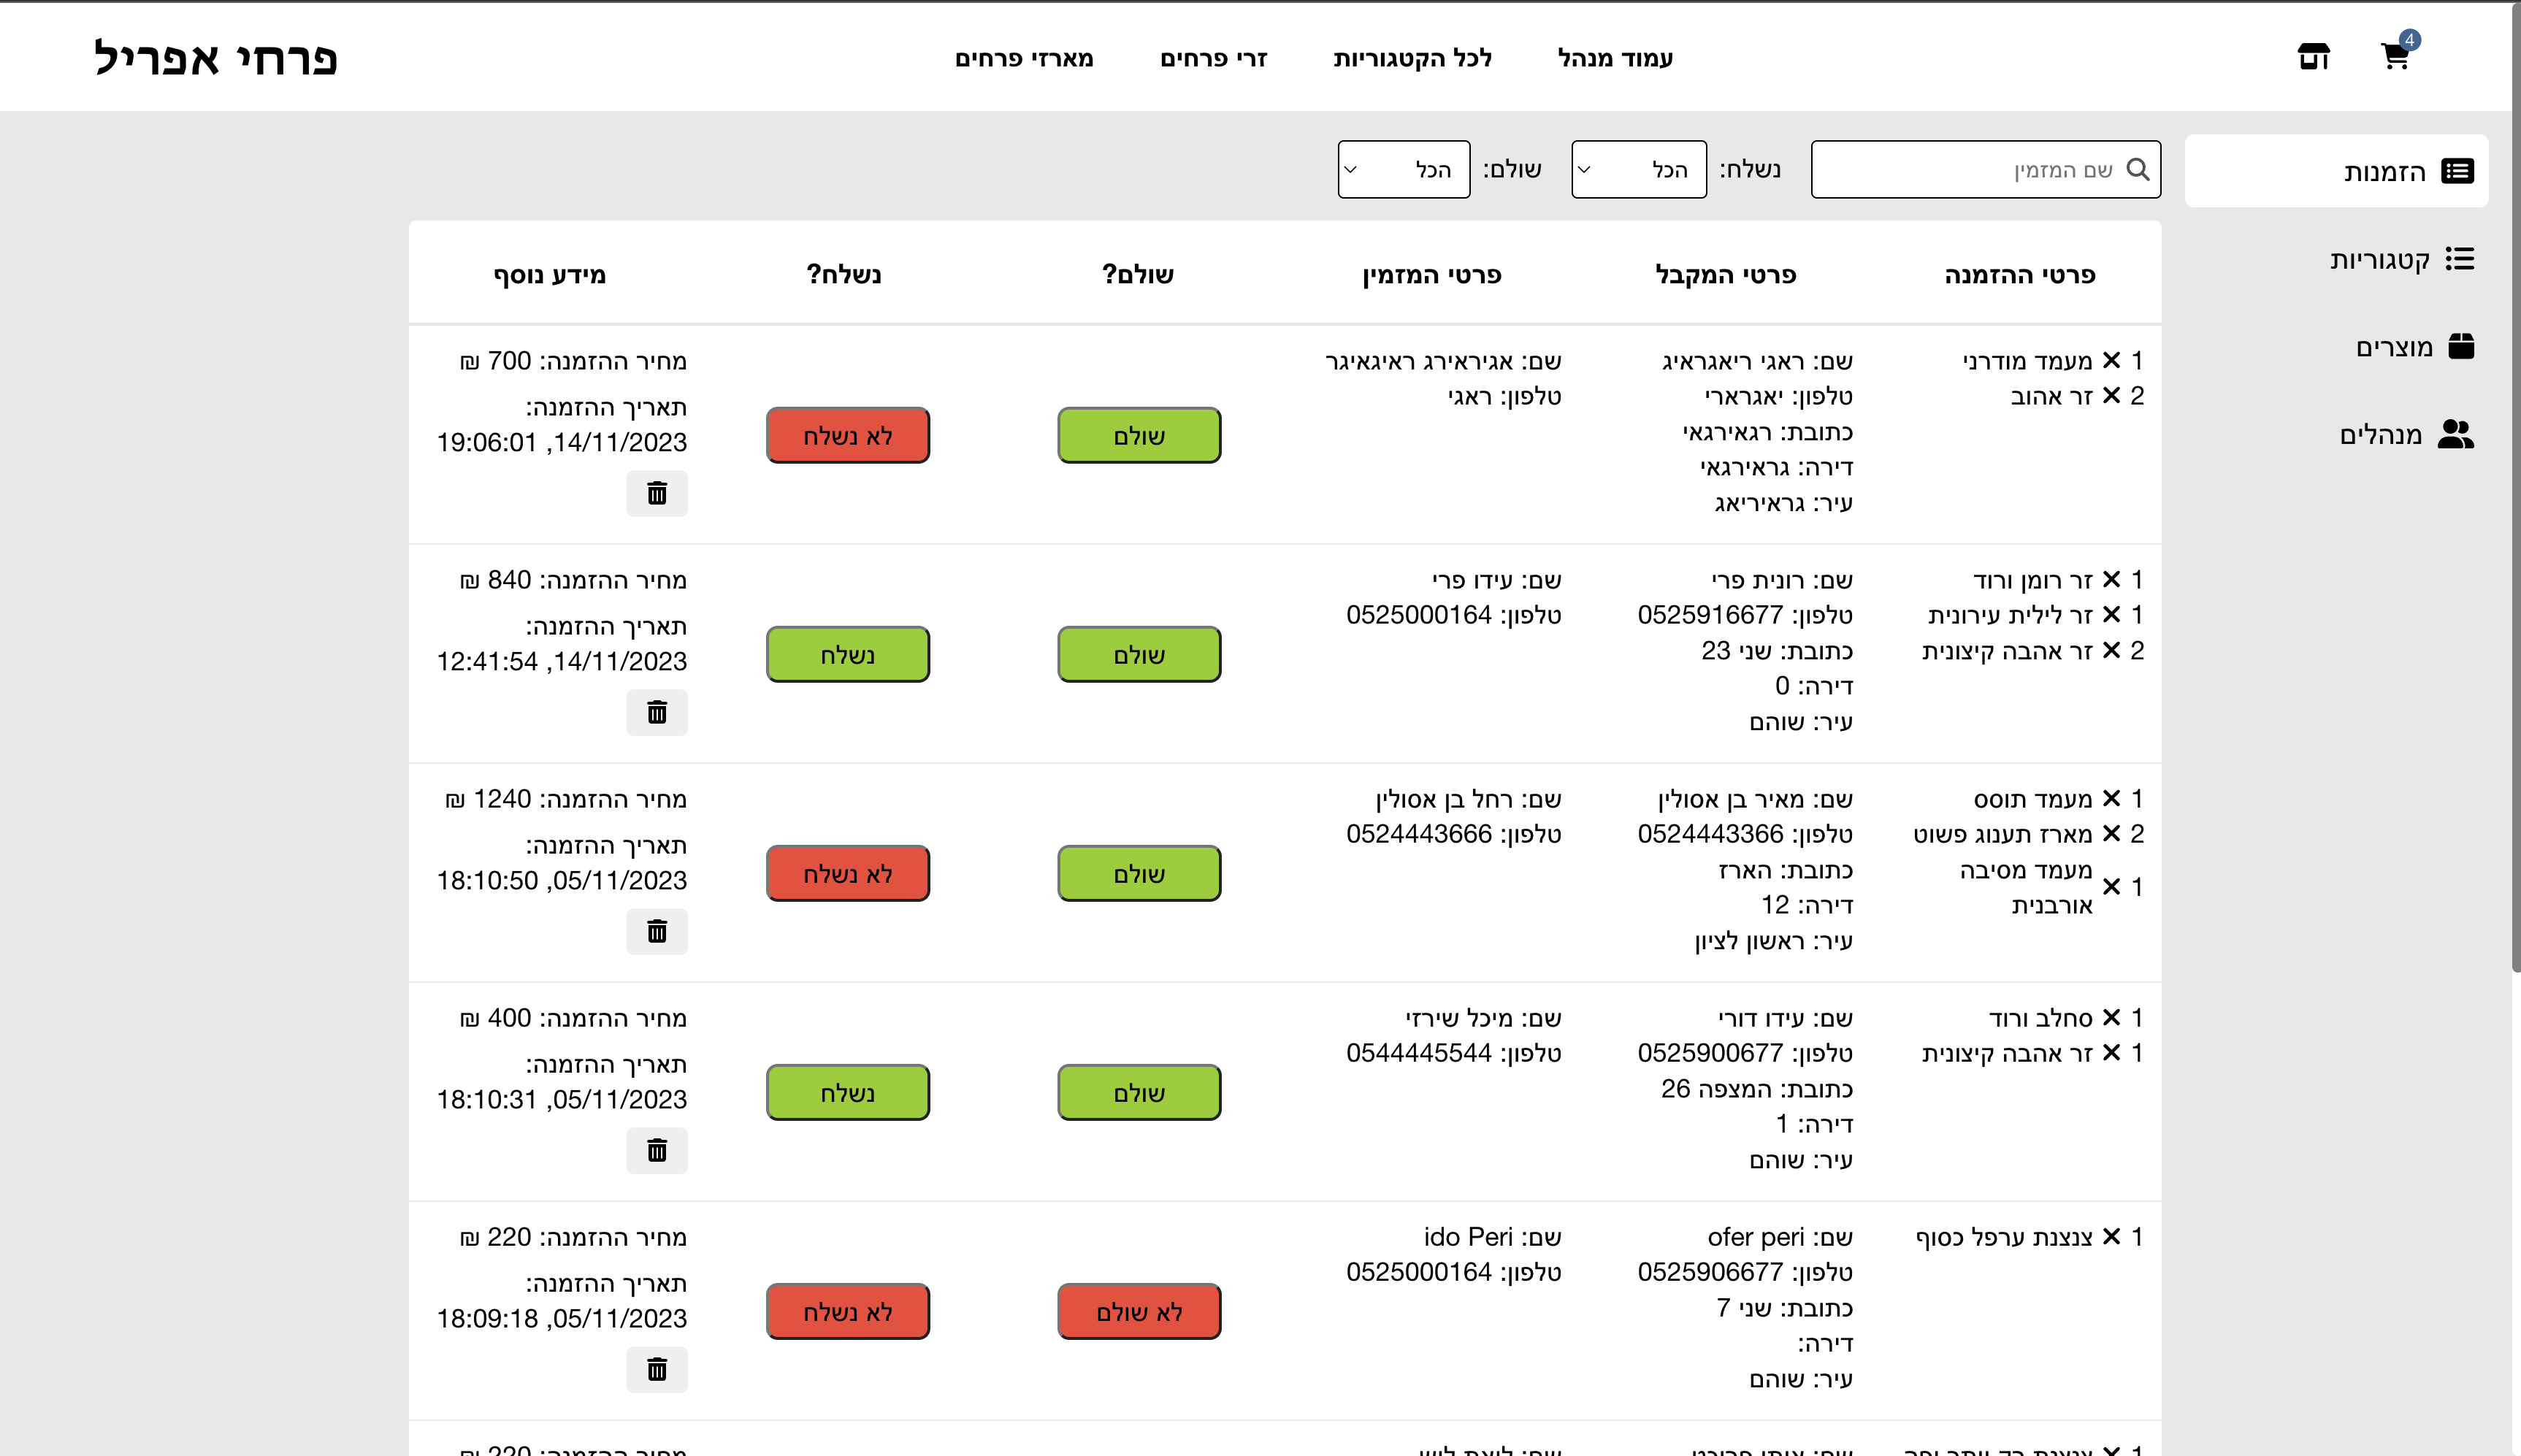 4
עמוד מנהל
לכל הקטגוריות
זרי פרחים
מארזי פרחים
פרחי אפריל
הזמנות
קטגוריות
מוצרים
מנהלים
שם המזמין
נשלח: הכל
שולם: הכל
פרטי ההזמנה
פרטי המקבל
פרטי המזמין
שולם?
נשלח?
מידע נוסף
1 ✕ מעמד מודרני
2 ✕ זר אהוב
שם: ראגי ריאגראיג
טלפון: יאגרארי
כתובת: רגאירגאי
דירה: גראירגאי
עיר: גראיריאג
שם: אגיראירג ראיגאיגר
טלפון: ראגי
שולם
לא נשלח
מחיר ההזמנה: 700 ₪
תאריך ההזמנה:
14/11/2023, 19:06:01
1 ✕ זר רומן ורוד
1 ✕ זר לילית עירונית
2 ✕ זר אהבה קיצונית
שם: רונית פרי
טלפון: 0525916677
כתובת: שני 23
דירה: 0
עיר: שוהם
שם: עידו פרי
טלפון: 0525000164
שולם
נשלח
מחיר ההזמנה: 840 ₪
תאריך ההזמנה:
14/11/2023, 12:41:54
1 ✕ מעמד תוסס
2 ✕ מארז תענוג פשוט
1 ✕ מעמד מסיבה
אורבנית
שם: מאיר בן אסולין
טלפון: 0524443366
כתובת: הארז
דירה: 12
עיר: ראשון לציון
שם: רחל בן אסולין
טלפון: 0524443666
שולם
לא נשלח
מחיר ההזמנה: 1240 ₪
תאריך ההזמנה:
05/11/2023, 18:10:50
1 ✕ סחלב ורוד
1 ✕ זר אהבה קיצונית
שם: עידו דורי
טלפון: 0525900677
כתובת: המצפה 26
דירה: 1
עיר: שוהם
שם: מיכל שירזי
טלפון: 0544445544
שולם
נשלח
מחיר ההזמנה: 400 ₪
תאריך ההזמנה:
05/11/2023, 18:10:31
1 ✕ צנצנת ערפל כסוף
שם: ofer peri
טלפון: 0525906677
כתובת: שני 7
דירה:
עיר: שוהם
שם: ido Peri
טלפון: 0525000164
לא שולם
לא נשלח
מחיר ההזמנה: 220 ₪
תאריך ההזמנה:
05/11/2023, 18:09:18
מחיר ההזמנה: 220 ₪